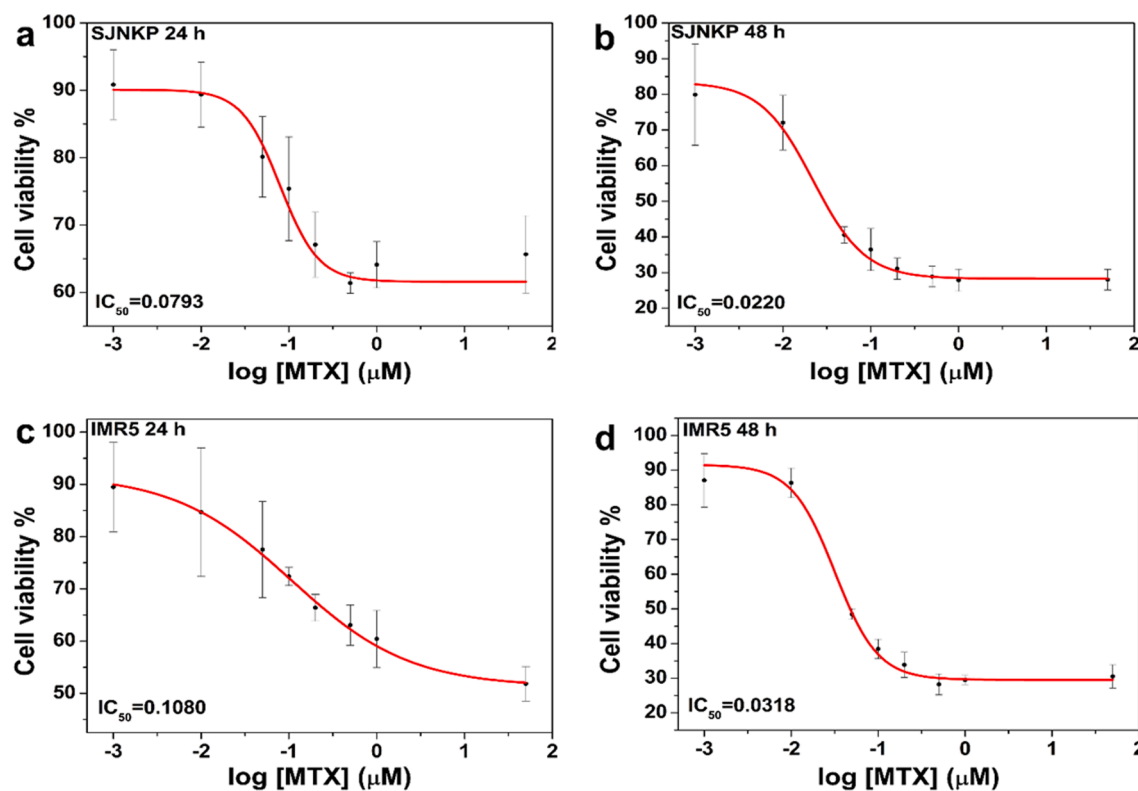 a
SJNKP 24 h
100
90
80
70
60
Cell viability %
IC50=0.0793
-3 -2 -1 0 1 2
log [MTX] (μM)
b
SJNKP 48 h
100
90
80
70
60
50
40
30
20
Cell viability %
IC50=0.0220
-3 -2 -1 0 1 2
log [MTX] (μM)
c
IMR5 24 h
100
90
80
70
60
50
Cell viability %
IC50=0.1080
-3 -2 -1 0 1 2
log [MTX] (μM)
d
IMR5 48 h
100
90
80
70
60
50
40
30
20
Cell viability %
IC50=0.0318
-3 -2 -1 0 1 2
log [MTX] (μM)